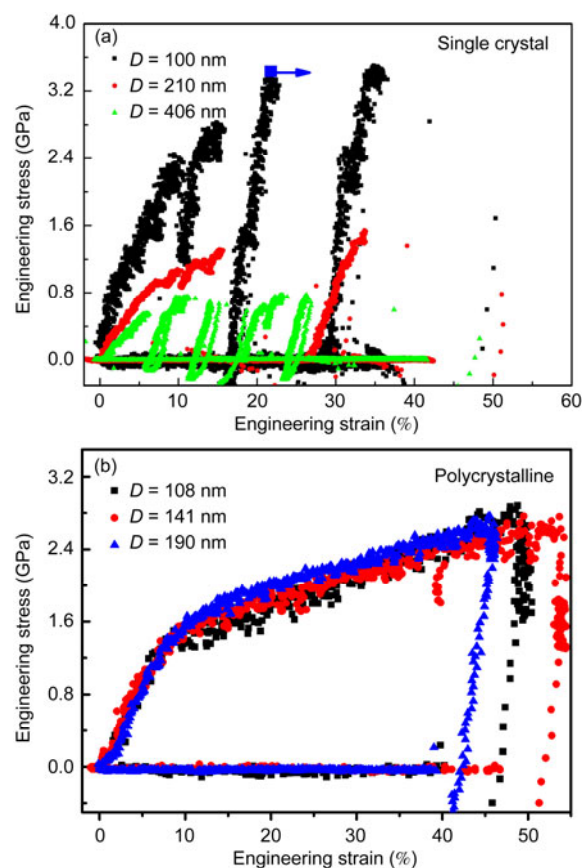 (a)
Single crystal
D = 100 nm
D = 210 nm
D = 406 nm
Engineering stress (GPa)
4.0
3.2
2.4
1.6
0.8
0.0
0 10 20 30 40 50 60
Engineering strain (%)
(b)
Polycrystalline
D = 108 nm
D = 141 nm
D = 190 nm
Engineering stress (GPa)
3.2
2.4
1.6
0.8
0.0
0 10 20 30 40 50
Engineering strain (%)